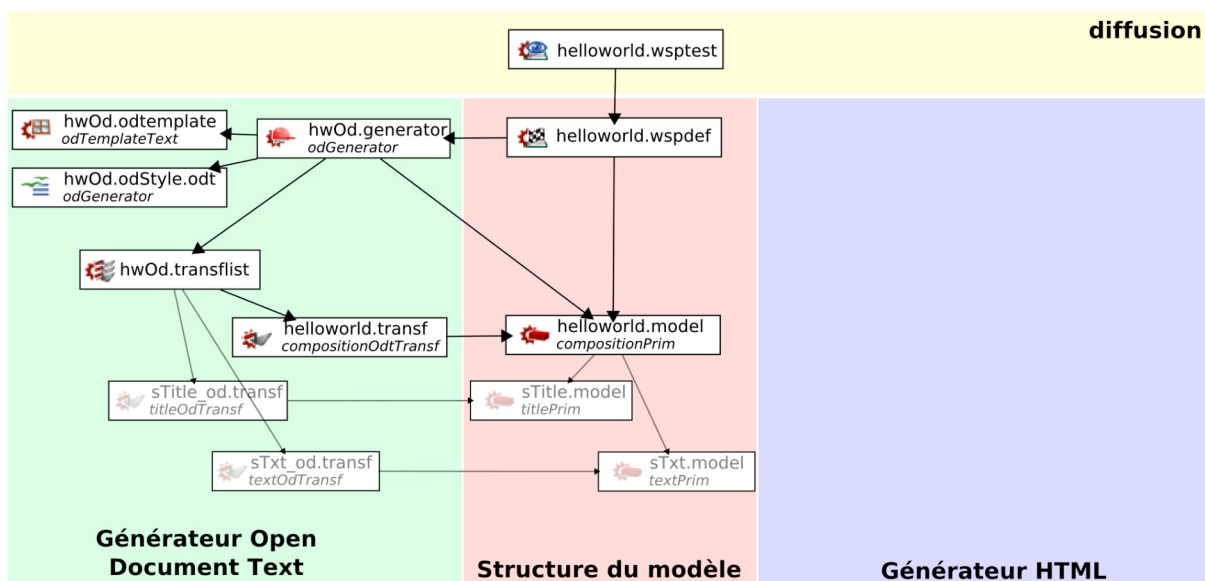 diffusion
helloworld.wsptest
hwOd.odtemplate
odTemplateText
hwOd.generator
odGenerator
helloworld.wspdef
hwOd.odStyle.odt
odGenerator
hwOd.transflist
helloworld.transf
compositionOdtTransf
helloworld.model
compositionPrim
sTitle_od.transf
titleOdTransf
sTitle.model
titlePrim
sTxt_od.transf
textOdTransf
sTxt.model
textPrim
Générateur Open
Document Text
Structure du modèle
Générateur HTML